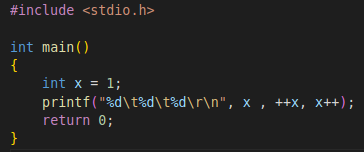 #include <stdio.h>
int main()
{
    int x = 1;
    printf("%d\t%d\t%d\r\n", x , ++x, x++);
    return 0;
}